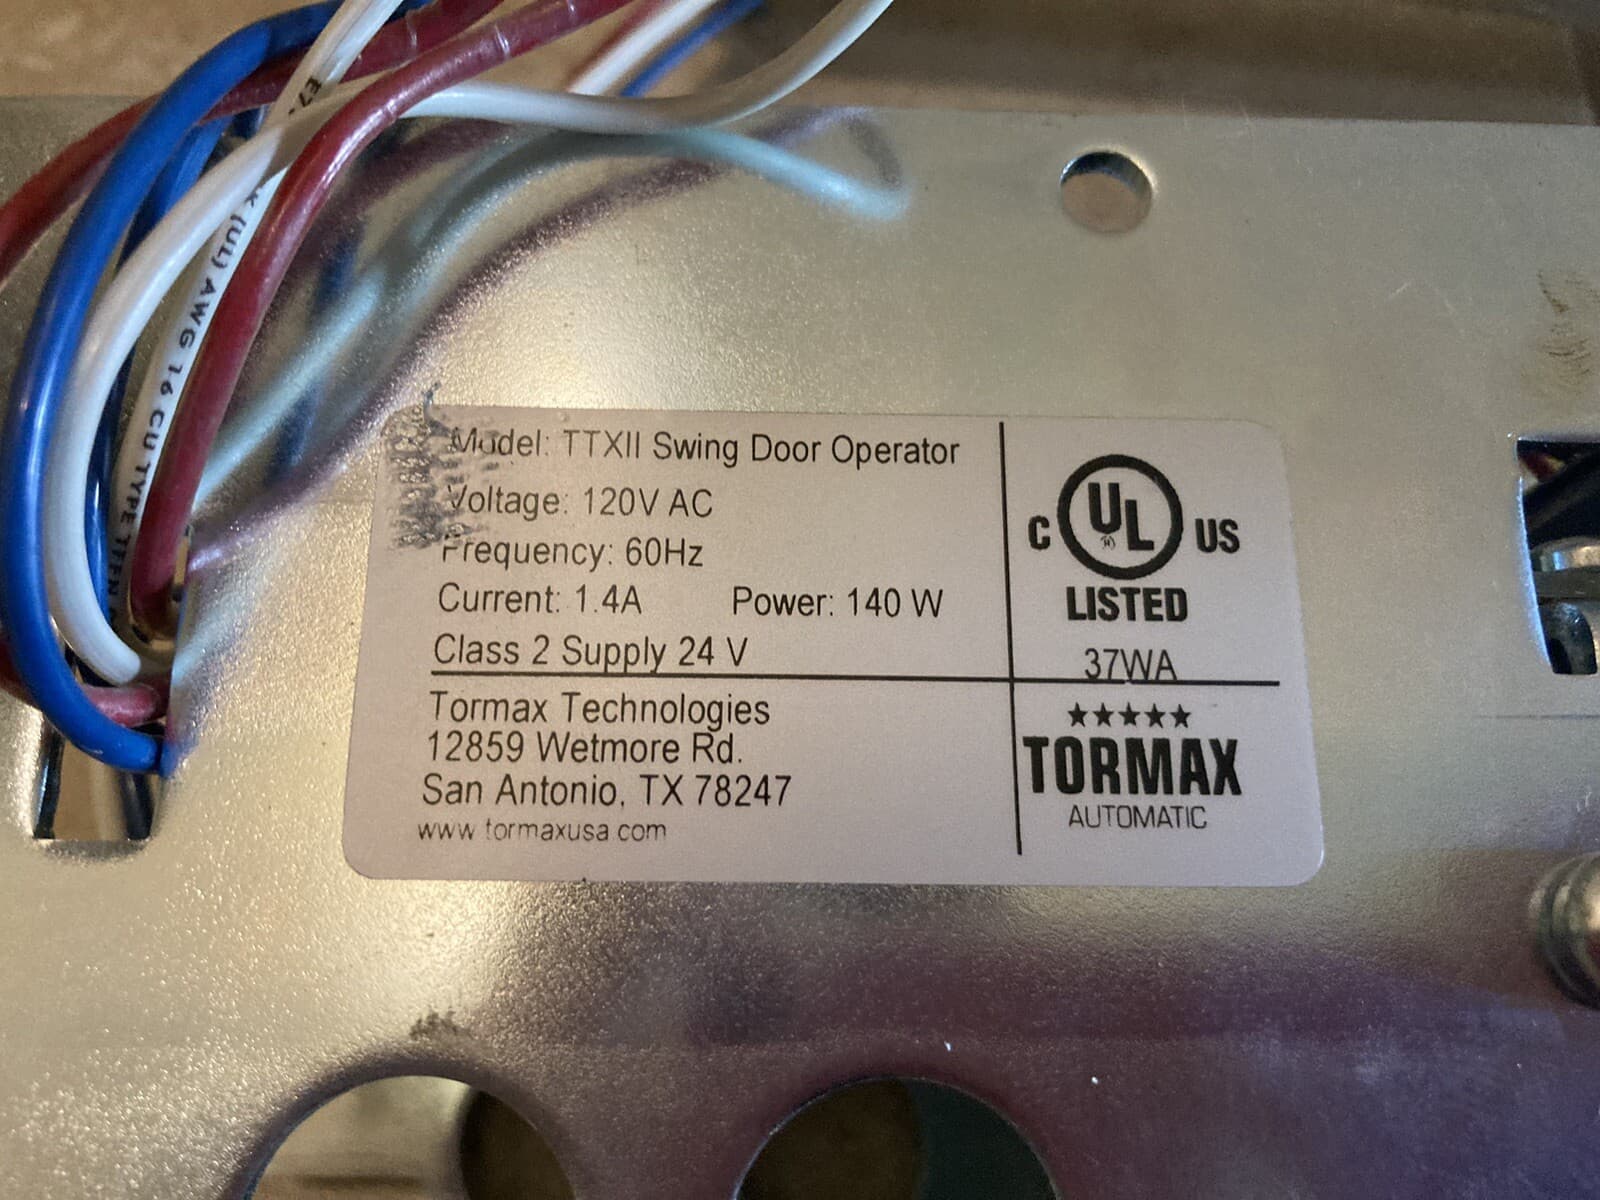 (UL) AWG 16 CU TYPE TFFN
Model: TTXII Swing Door Operator
Voltage: 120V AC
Frequency: 60Hz
Current: 1.4A Power: 140 W
Class 2 Supply 24 V
Tormax Technologies
12859 Wetmore Rd.
San Antonio, TX 78247
www.tormaxusa.com
C UL US
LISTED
37WA
★★★★★
TORMAX
AUTOMATIC